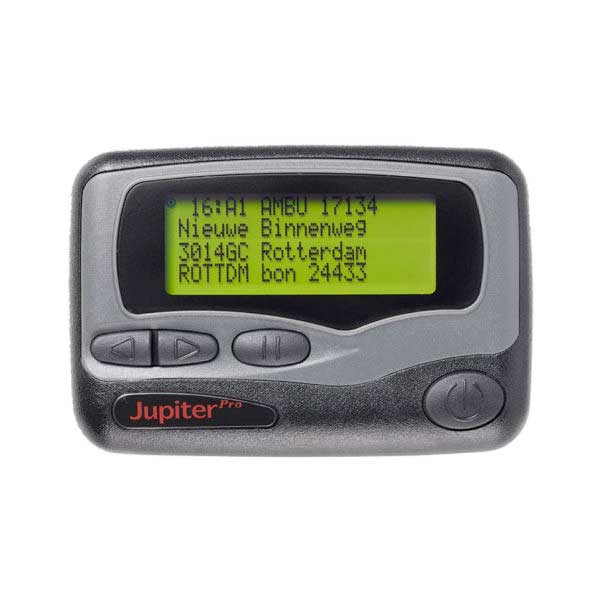 16:A1 AMBU 17134
Nieuwe Binnenweg
3014GC Rotterdam
ROTTDM bon 24433
Jupiter Pro